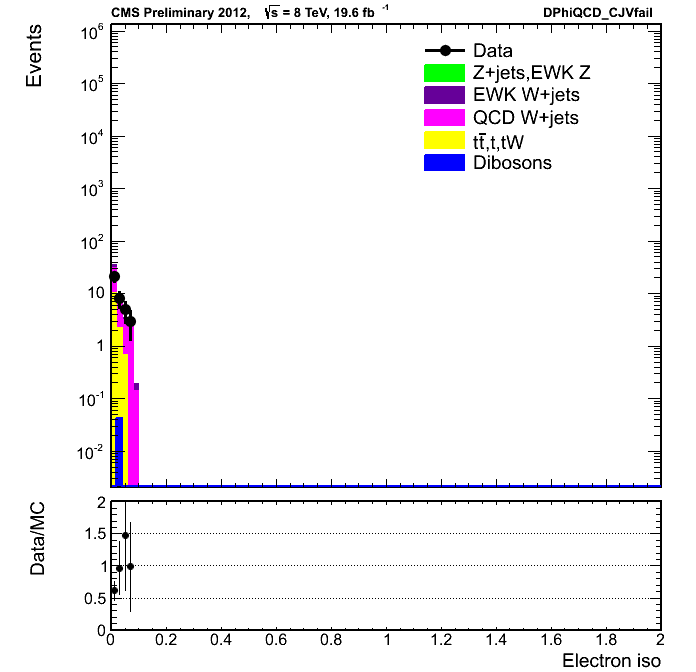 CMS Preliminary 2012, √s = 8 TeV, 19.6 fb⁻¹ DPhiQCD_CJVfail
Events
10⁶
10⁵
10⁴
10³
10²
10
1
10⁻¹
10⁻²
Data
Z+jets,EWK Z
EWK W+jets
QCD W+jets
tt̄,t,tW
Dibosons
Data/MC
2
1.5
1
0.5
0
0 0.2 0.4 0.6 0.8 1 1.2 1.4 1.6 1.8 2
Electron iso